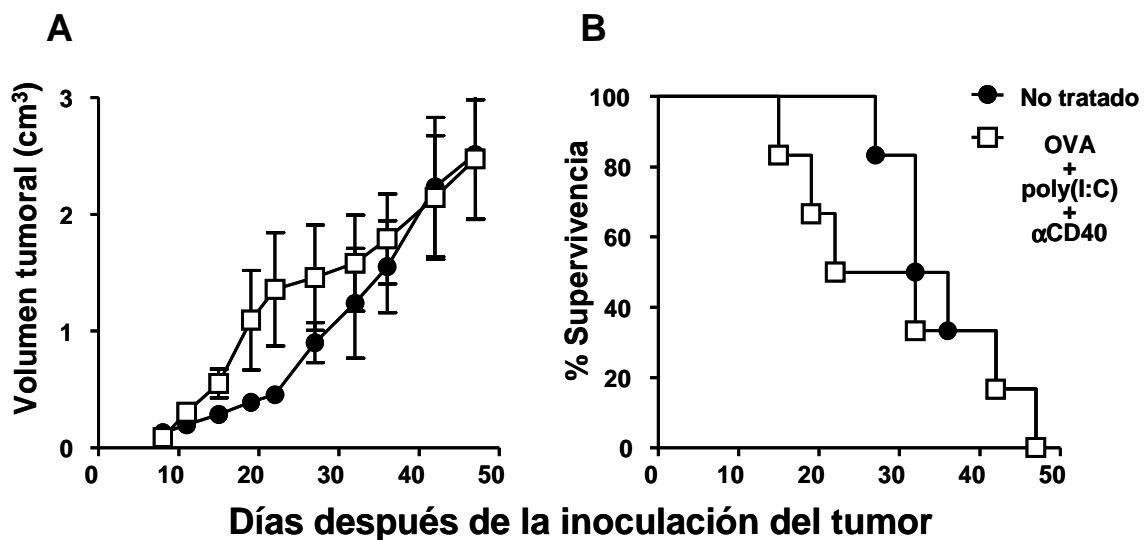 A
B
Volumen tumoral (cm³)
3
2
1
0
0 10 20 30 40 50
% Supervivencia
100
80
60
40
20
0
0 10 20 30 40 50
No tratado
OVA
+
poly(I:C)
+
αCD40
Días después de la inoculación del tumor